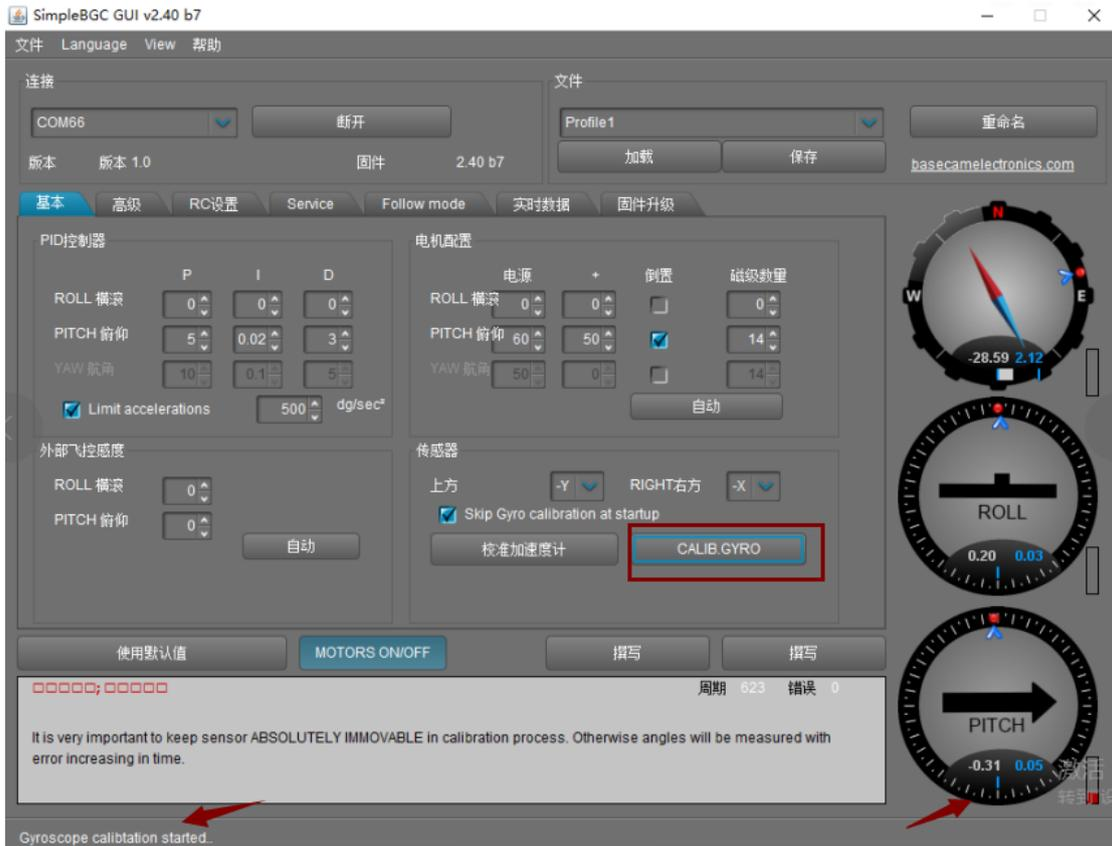 SimpleBGC GUI v2.40 b7
文件 Language View 帮助
连接
文件
COM66 断开
Profile1 重命名
版本 版本 1.0 固件 2.40 b7
加载 保存 basecamelectronics.com
基本 高级 RC设置 Service Follow mode 实时数据 固件升级
PID控制器
P I D
ROLL 横滚 0 0 0
PITCH 俯仰 5 0.02 3
YAW 航角 10 0.1 5
Limit accelerations 500 dg/sec²
电机配置
电源 + 倒置 磁级数量
ROLL 横滚 0 0 0
PITCH 俯仰 60 50 14
YAW 航角 50 0 14
自动
外部飞控感度
ROLL 横滚 0
PITCH 俯仰 0
自动
传感器
上方 -Y RIGHT右方 -X
Skip Gyro calibration at startup
校准加速度计 CALIB.GYRO
N
W E
-28.59 2.12
ROLL
0.20 0.03
PITCH
-0.31 0.05
使用默认值 MOTORS ON/OFF 撰写 撰写
周期 623 错误 0
It is very important to keep sensor ABSOLUTELY IMMOVABLE in calibration process. Otherwise angles will be measured with
error increasing in time.
激活
转到 设
Gyroscope calibtation started..